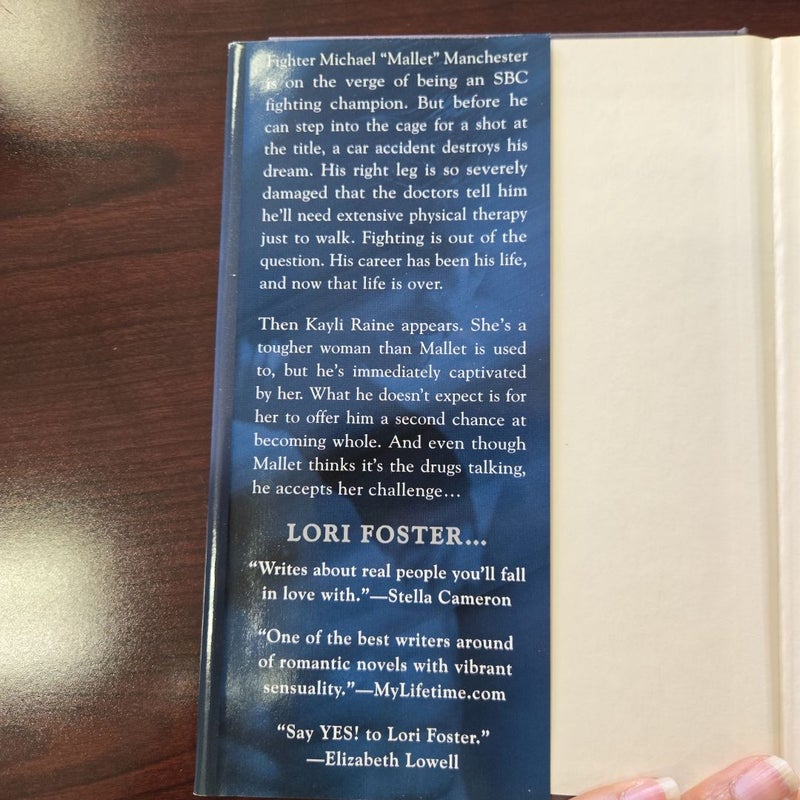 Fighter Michael “Mallet” Manchester
is on the verge of being an SBC
fighting champion. But before he
can step into the cage for a shot at
the title, a car accident destroys his
dream. His right leg is so severely
damaged that the doctors tell him
he’ll need extensive physical therapy
just to walk. Fighting is out of the
question. His career has been his life,
and now that life is over.
Then Kayli Raine appears. She’s a
tougher woman than Mallet is used
to, but he’s immediately captivated
by her. What he doesn’t expect is for
her to offer him a second chance at
becoming whole. And even though
Mallet thinks it’s the drugs talking,
he accepts her challenge…
LORI FOSTER…
“Writes about real people you’ll fall
in love with.”—Stella Cameron
“One of the best writers around
of romantic novels with vibrant
sensuality.”—MyLifetime.com
“Say YES! to Lori Foster.”
—Elizabeth Lowell